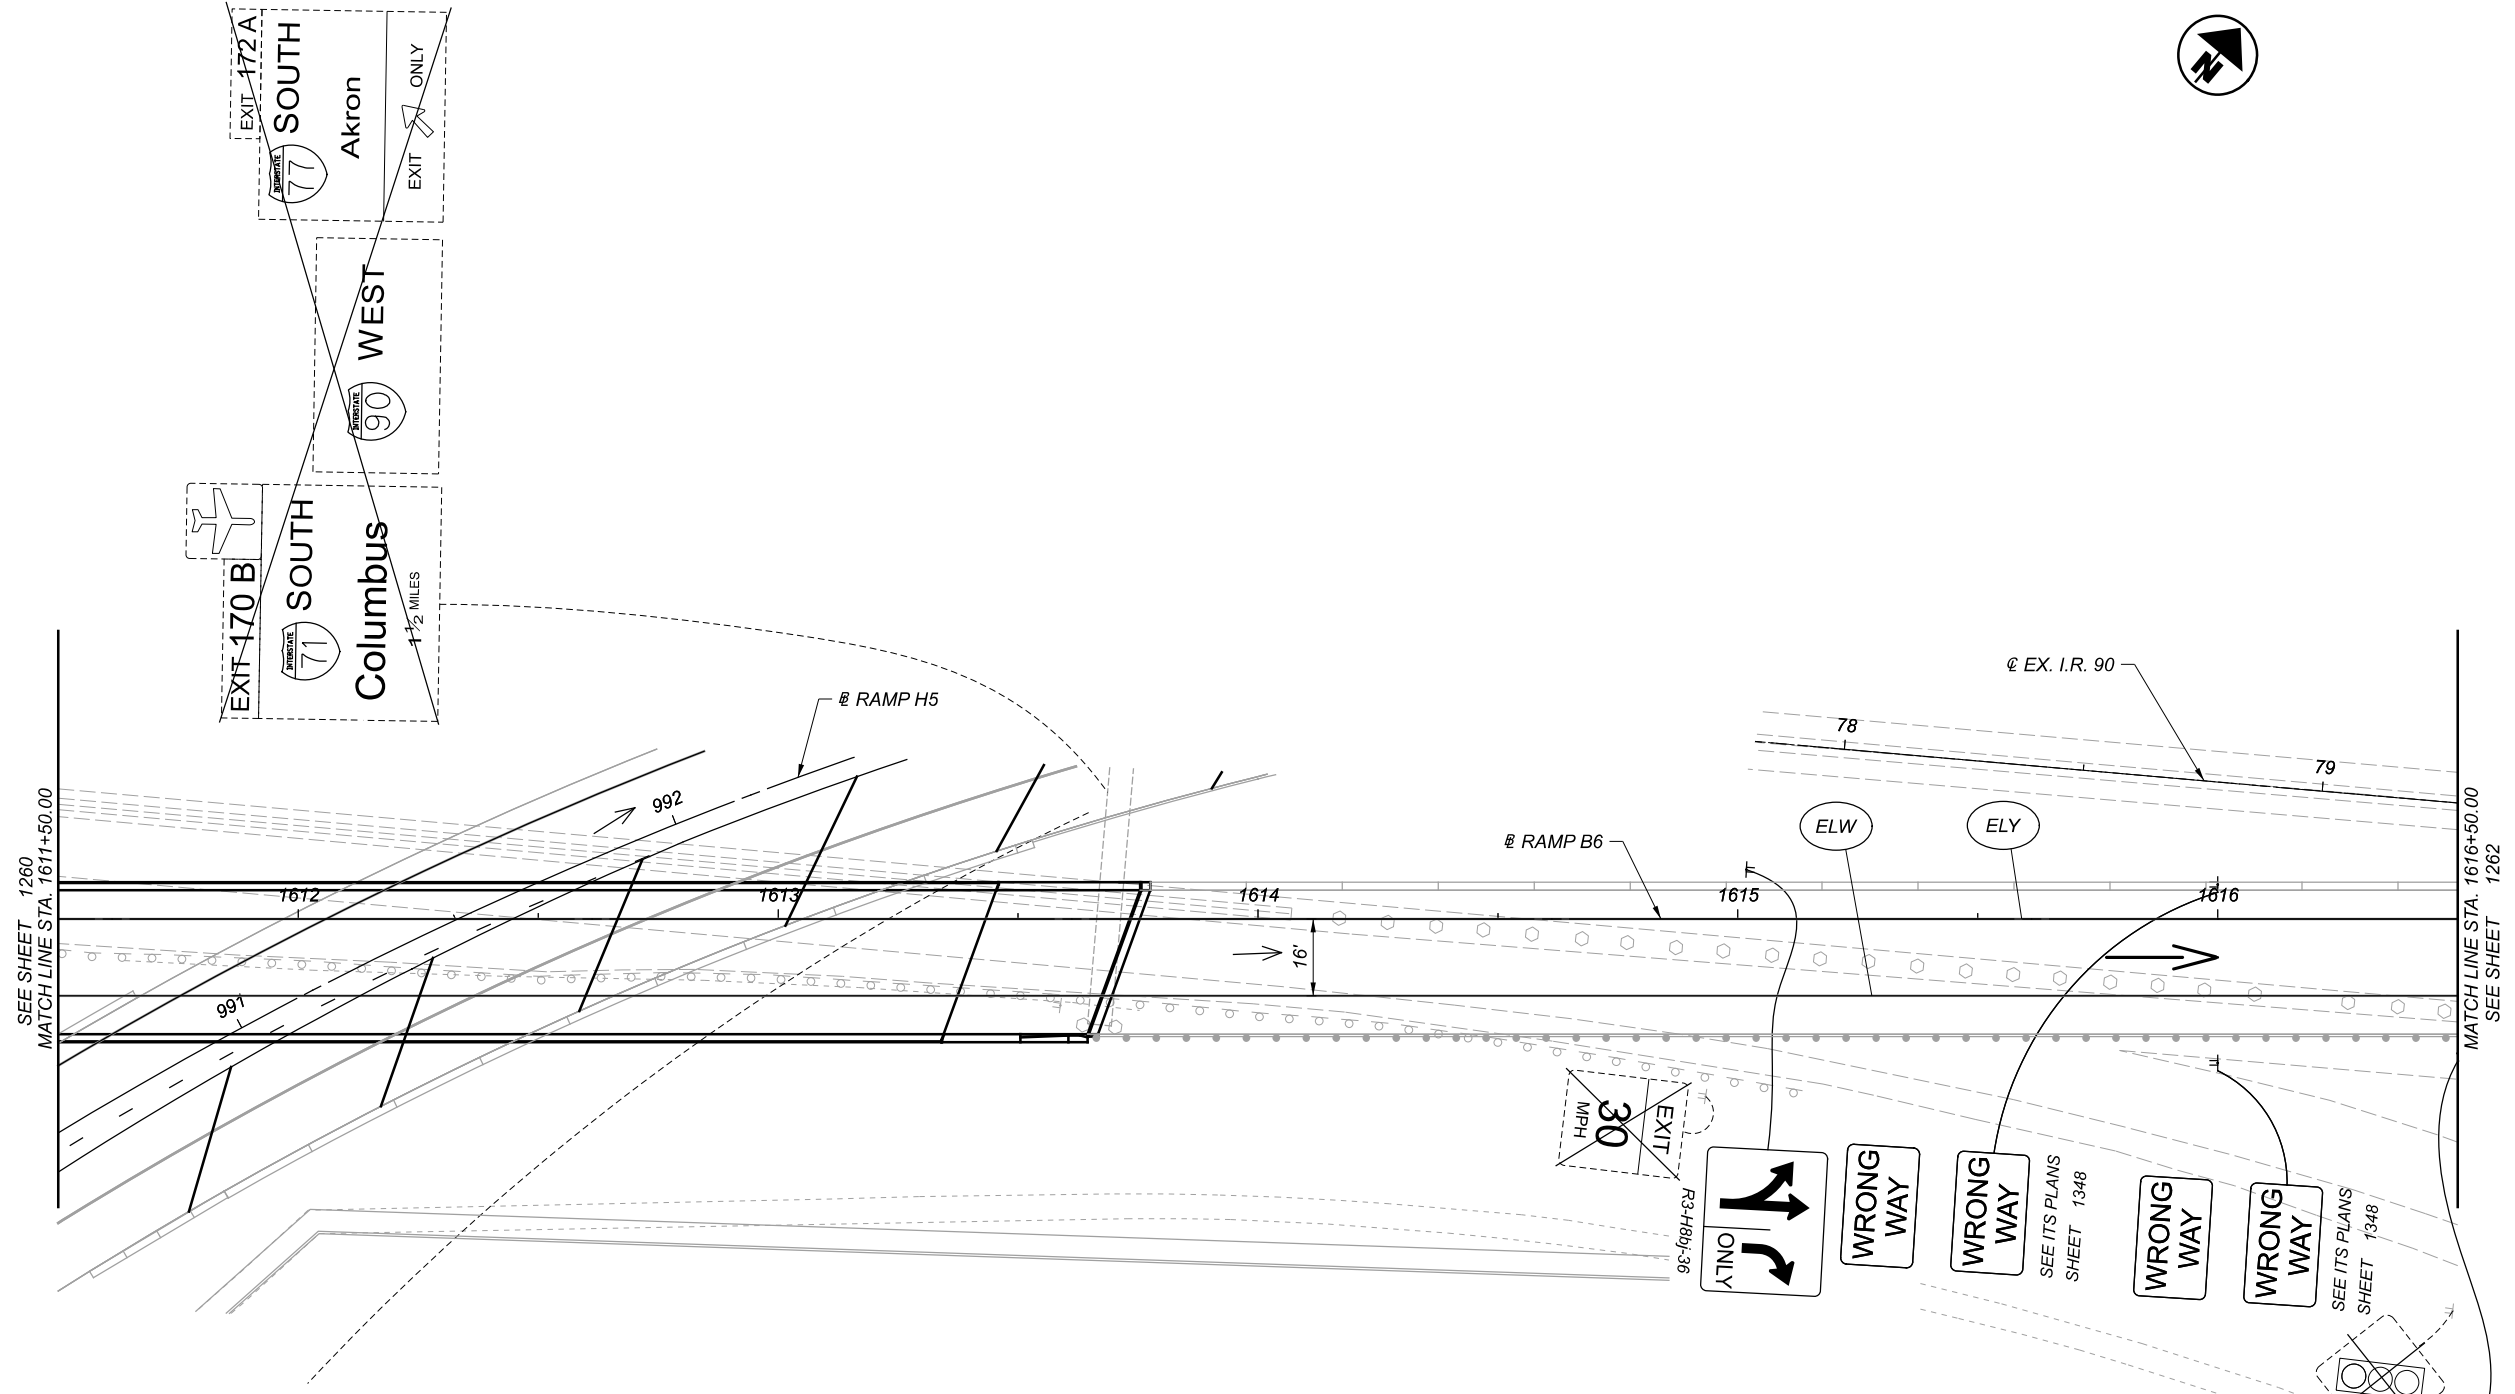 EXIT 172 A
SOUTH
INTERSTATE
77
Akron
EXIT ONLY
WEST
INTERSTATE
90
EXIT 170 B
SOUTH
INTERSTATE
71
Columbus
1 1/2 MILES
N
℄ EX. I.R. 90
78
79
B/L RAMP H5
992
991
SEE SHEET 1260
MATCH LINE STA. 1611+50.00
1612
1613
1614
1615
1616
B/L RAMP B6
ELW
ELY
16'
MATCH LINE STA. 1616+50.00
SEE SHEET 1262
EXIT
30
MPH
R3-H8bj-36
ONLY
WRONG
WAY
WRONG
WAY
SEE ITS PLANS
SHEET 1348
WRONG
WAY
WRONG
WAY
SEE ITS PLANS
SHEET 1348